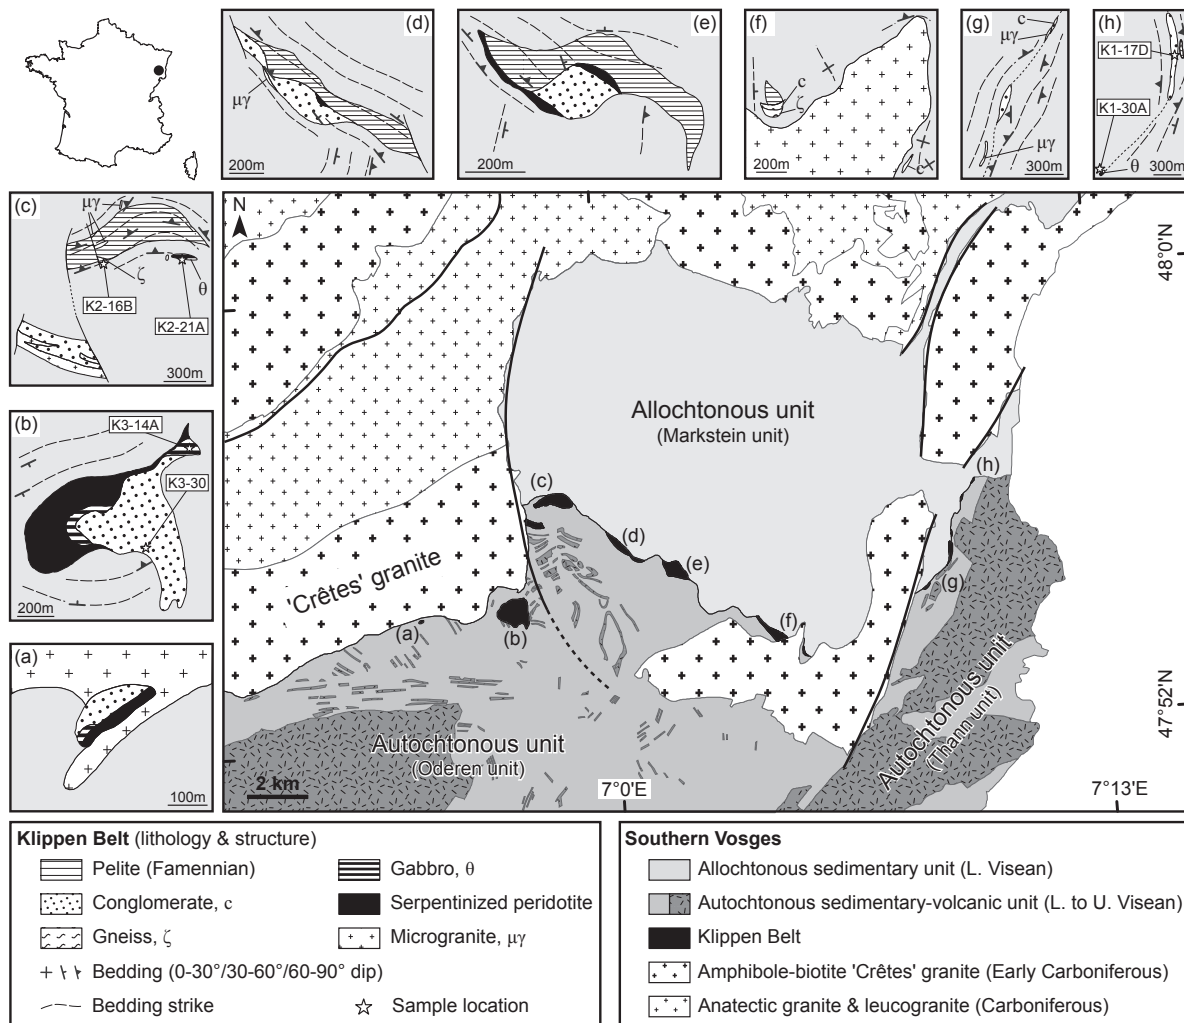 (d)
μγ
200m
(e)
200m
(f)
c
ζ
c
200m
(g)
c
μγ
μγ
300m
(h)
K1-17D
K1-30A
θ
300m
(c)
μγ
ζ
θ
K2-16B
K2-21A
300m
(b)
K3-14A
K3-30
200m
(a)
100m
N
48°0'N
Allochtonous unit
(Markstein unit)
(h)
(c)
(d)
(e)
'Crêtes' granite
(g)
(a)
(b)
(f)
47°52'N
Autochtonous unit
(Oderen unit)
Autochtonous unit
(Thann unit)
2 km
7°0'E
7°13'E
Klippen Belt (lithology & structure)
Pelite (Famennian)
Gabbro, θ
Conglomerate, c
Serpentinized peridotite
Gneiss, ζ
Microgranite, μγ
Bedding (0-30°/30-60°/60-90° dip)
Bedding strike
Sample location
Southern Vosges
Allochtonous sedimentary unit (L. Visean)
Autochtonous sedimentary-volcanic unit (L. to U. Visean)
Klippen Belt
Amphibole-biotite 'Crêtes' granite (Early Carboniferous)
Anatectic granite & leucogranite (Carboniferous)